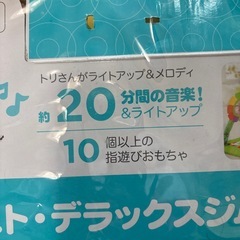 トリさんがライトアップ&メロディ
約20分間の音楽!
&ライトアップ
10個以上の
指遊びおもちゃ
スト・デラックスジム